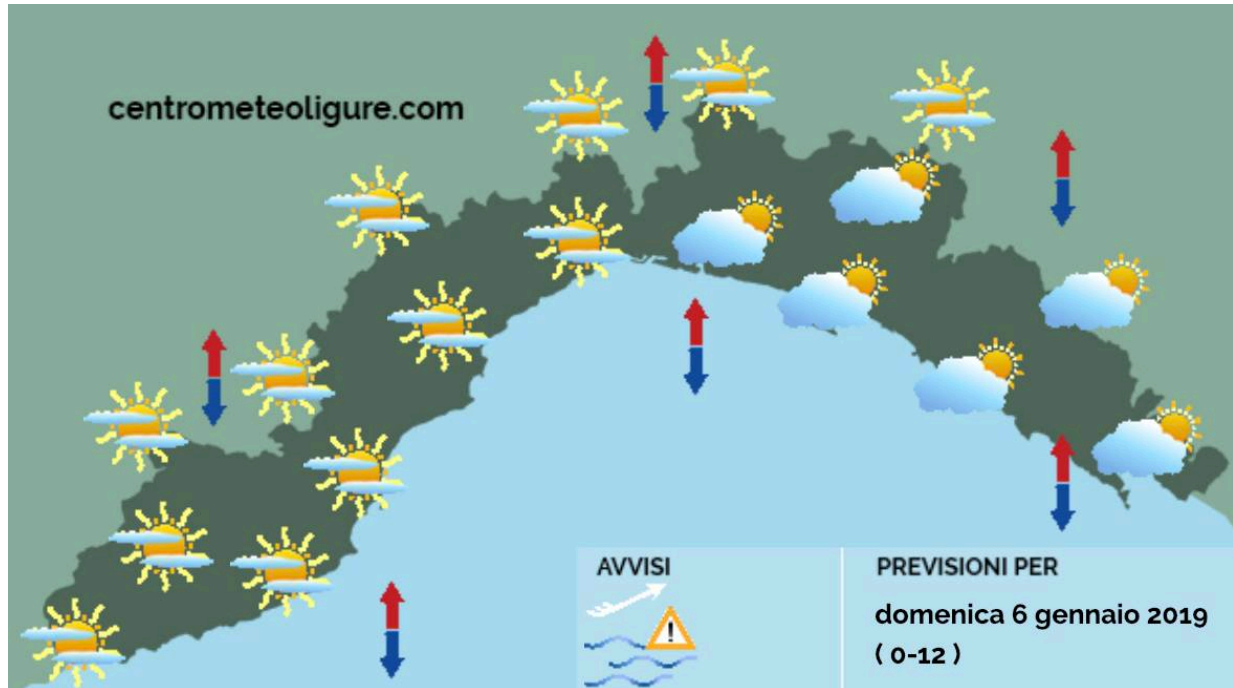 centrometeoligure.com
AVVISI
PREVISIONI PER
domenica 6 gennaio 2019
( 0-12 )